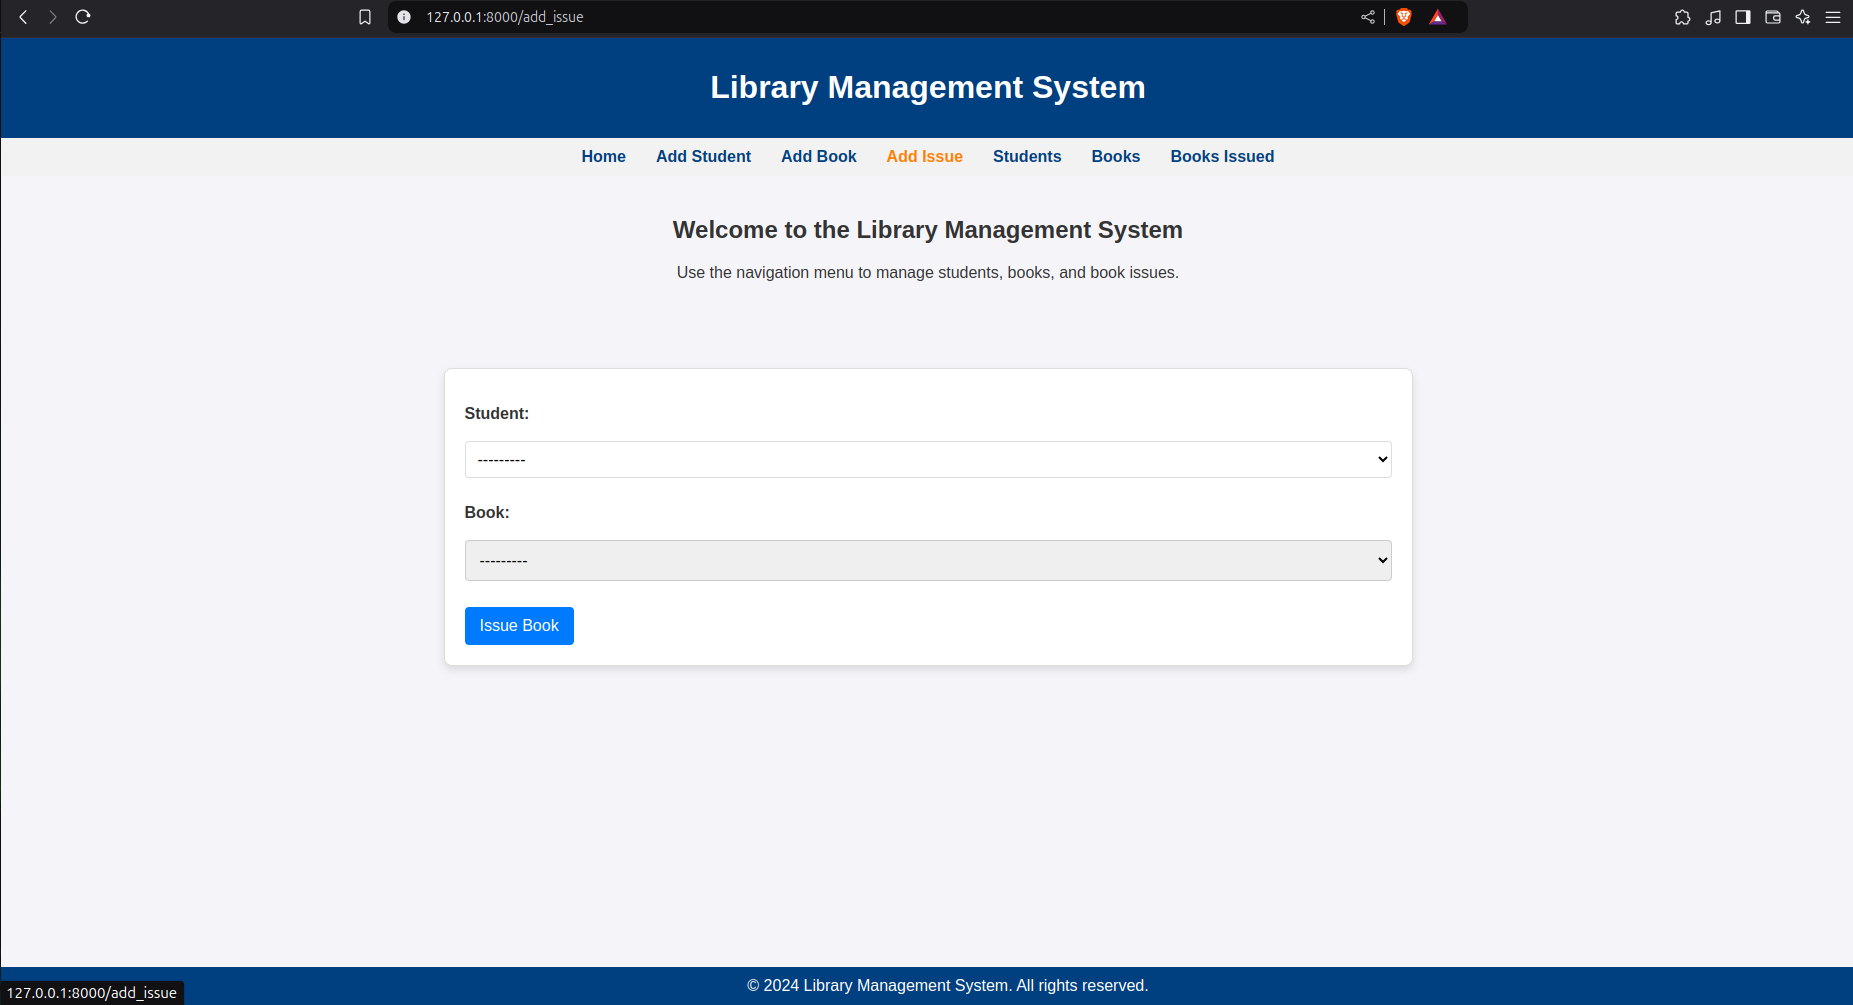 127.0.0.1:8000/add_issue
Library Management System
Home Add Student Add Book Add Issue Students Books Books Issued
Welcome to the Library Management System
Use the navigation menu to manage students, books, and book issues.
Student:
---------
Book:
---------
Issue Book
© 2024 Library Management System. All rights reserved.
127.0.0.1:8000/add_issue